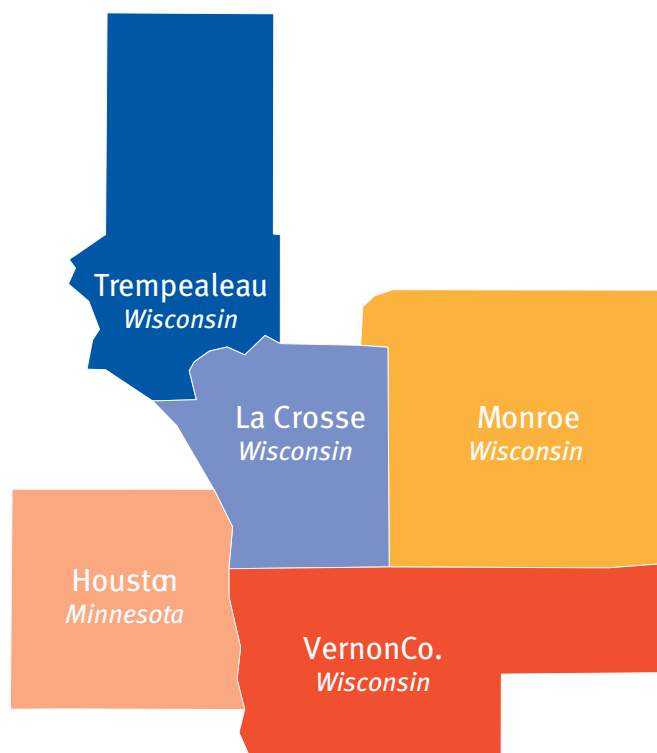 Trempealeau
Wisconsin
La Crosse
Wisconsin
Monroe
Wisconsin
Houston
Minnesota
VernonCo.
Wisconsin